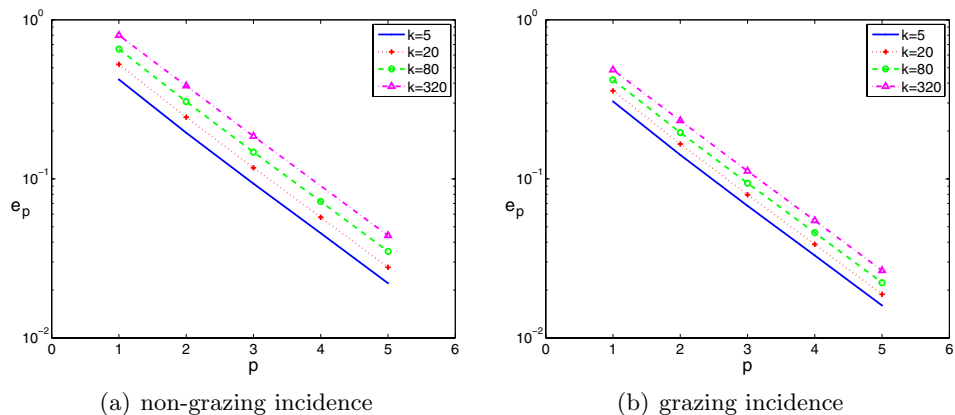 10^0
10^-1
10^-2
e_p
0 1 2 3 4 5 6
p
k=5
k=20
k=80
k=320
(a) non-grazing incidence
10^0
10^-1
10^-2
e_p
0 1 2 3 4 5 6
p
k=5
k=20
k=80
k=320
(b) grazing incidence